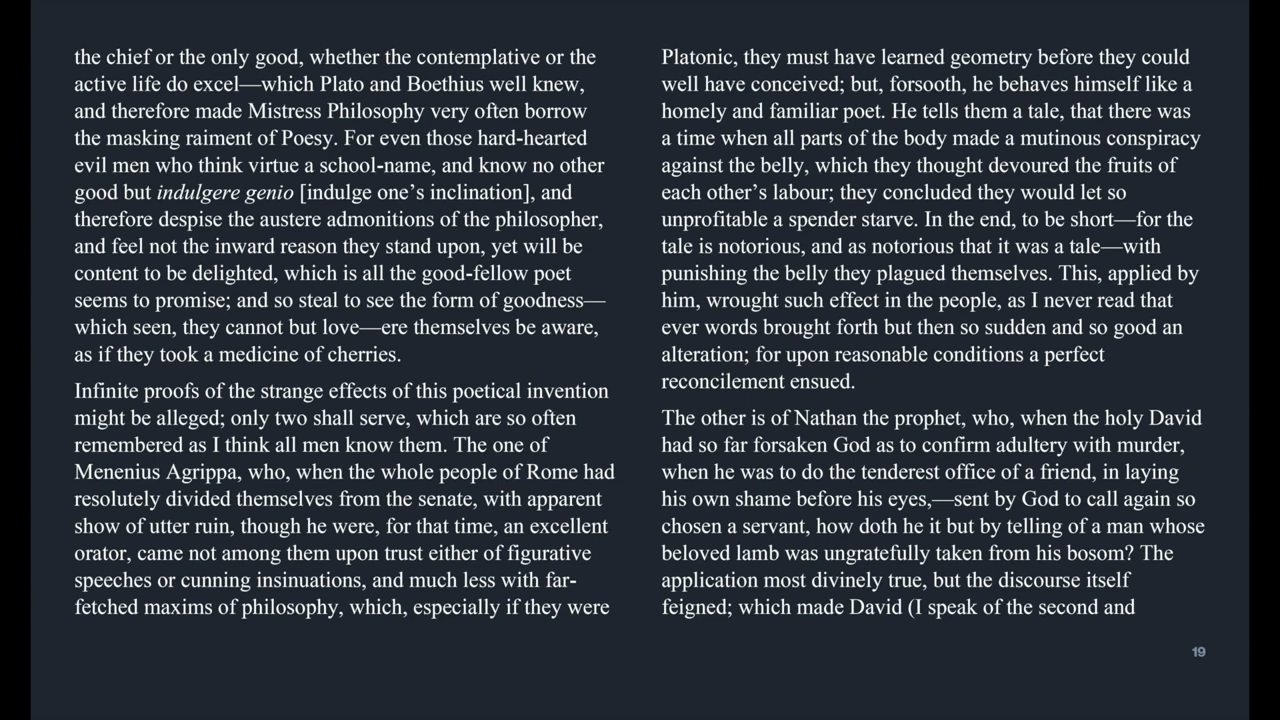 the chief or the only good, whether the contemplative or the
active life do excel—which Plato and Boethius well knew,
and therefore made Mistress Philosophy very often borrow
the masking raiment of Poesy. For even those hard-hearted
evil men who think virtue a school-name, and know no other
good but indulgere genio [indulge one’s inclination], and
therefore despise the austere admonitions of the philosopher,
and feel not the inward reason they stand upon, yet will be
content to be delighted, which is all the good-fellow poet
seems to promise; and so steal to see the form of goodness—
which seen, they cannot but love—ere themselves be aware,
as if they took a medicine of cherries.
Infinite proofs of the strange effects of this poetical invention
might be alleged; only two shall serve, which are so often
remembered as I think all men know them. The one of
Menenius Agrippa, who, when the whole people of Rome had
resolutely divided themselves from the senate, with apparent
show of utter ruin, though he were, for that time, an excellent
orator, came not among them upon trust either of figurative
speeches or cunning insinuations, and much less with far-
fetched maxims of philosophy, which, especially if they were
Platonic, they must have learned geometry before they could
well have conceived; but, forsooth, he behaves himself like a
homely and familiar poet. He tells them a tale, that there was
a time when all parts of the body made a mutinous conspiracy
against the belly, which they thought devoured the fruits of
each other’s labour; they concluded they would let so
unprofitable a spender starve. In the end, to be short—for the
tale is notorious, and as notorious that it was a tale—with
punishing the belly they plagued themselves. This, applied by
him, wrought such effect in the people, as I never read that
ever words brought forth but then so sudden and so good an
alteration; for upon reasonable conditions a perfect
reconcilement ensued.
The other is of Nathan the prophet, who, when the holy David
had so far forsaken God as to confirm adultery with murder,
when he was to do the tenderest office of a friend, in laying
his own shame before his eyes,—sent by God to call again so
chosen a servant, how doth he it but by telling of a man whose
beloved lamb was ungratefully taken from his bosom? The
application most divinely true, but the discourse itself
feigned; which made David (I speak of the second and
19